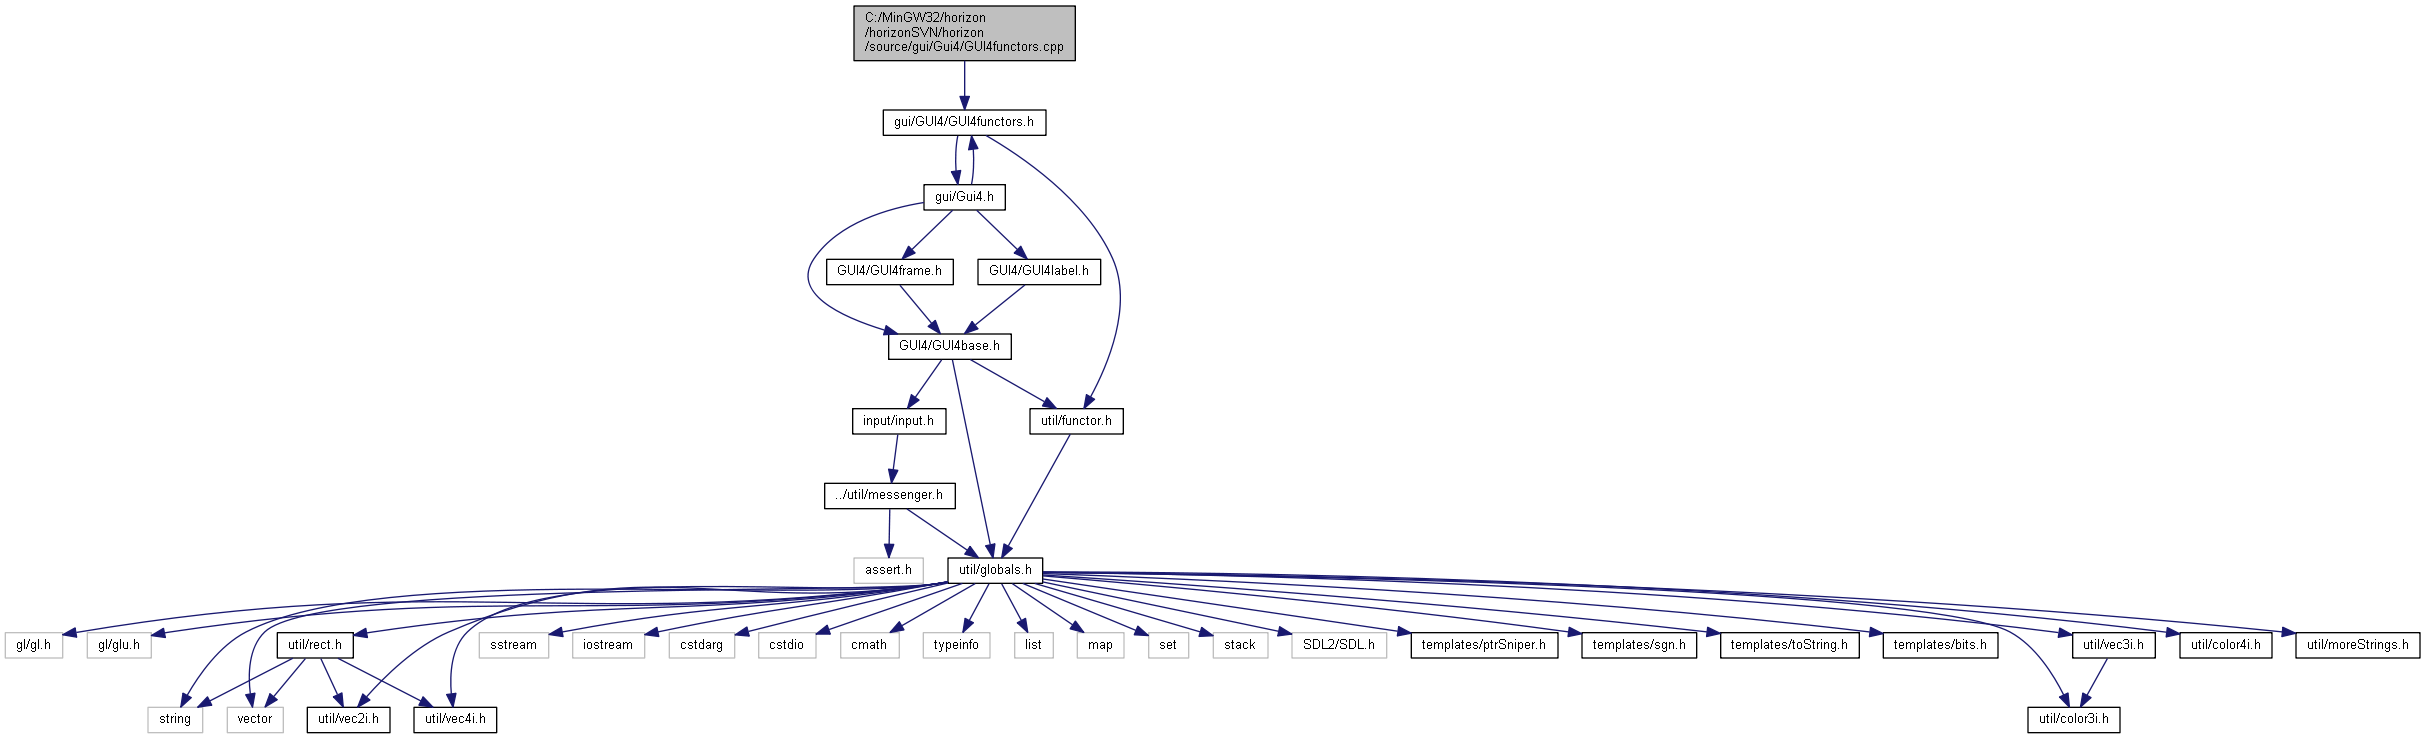 C:/MinGW32/horizon
/horizonSVN/horizon
/source/gui/Gui4/GUI4functors.cpp
gui/GUI4/GUI4functors.h
gui/Gui4.h
GUI4/GUI4frame.h
GUI4/GUI4label.h
GUI4/GUI4base.h
input/input.h
util/functor.h
../util/messenger.h
assert.h
util/globals.h
gl/gl.h
gl/glu.h
util/rect.h
sstream
iostream
cstdarg
cstdio
cmath
typeinfo
list
map
set
stack
SDL2/SDL.h
templates/ptrSniper.h
templates/sgn.h
templates/toString.h
templates/bits.h
util/vec3i.h
util/color4i.h
util/moreStrings.h
string
vector
util/vec2i.h
util/vec4i.h
util/color3i.h